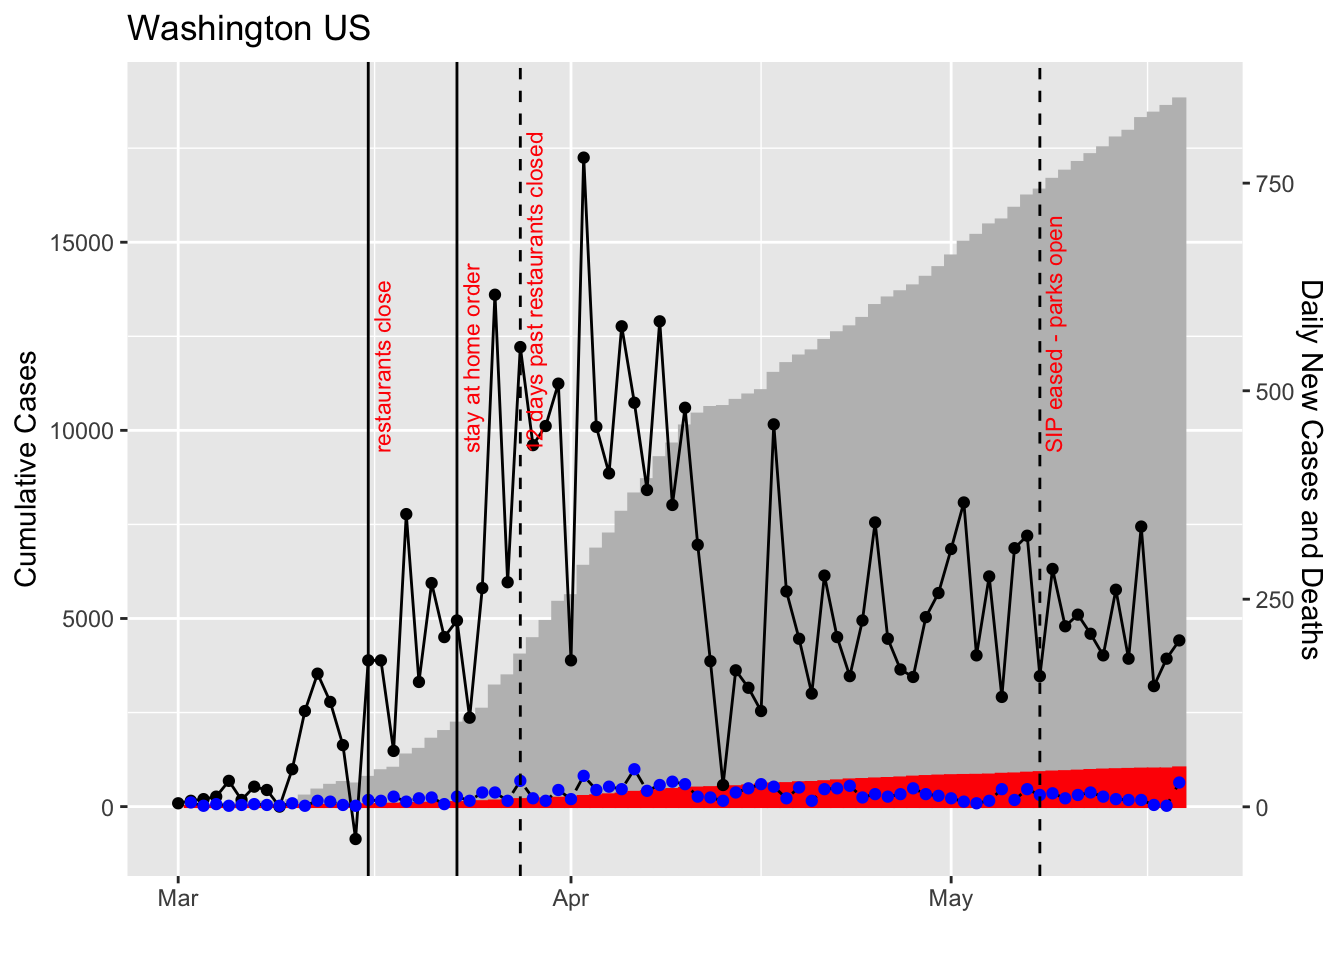 Washington US
Cumulative Cases
15000
10000
5000
0
restaurants close
stay at home order
12 days past restaurants closed
SIP eased - parks open
750
500
250
0
Daily New Cases and Deaths
Mar
Apr
May